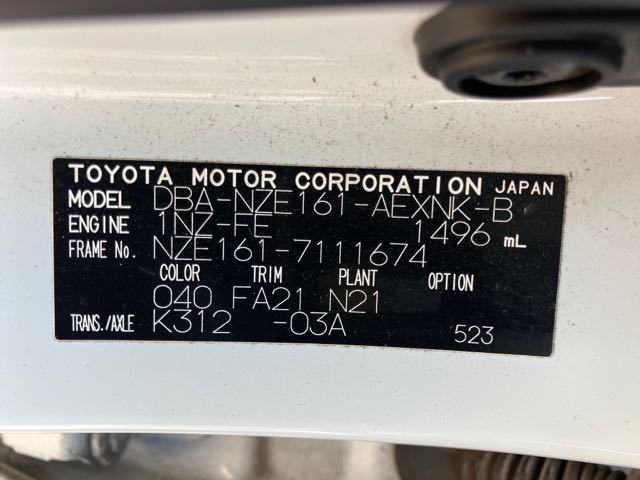 TOYOTA MOTOR CORPORATION JAPAN
MODEL DBA-NZE161-AEXNK-B
ENGINE 1NZ-FE 1496 mL
FRAME No. NZE161-7111674
COLOR TRIM PLANT OPTION
040 FA21 N21
TRANS./AXLE K312 -03A 523